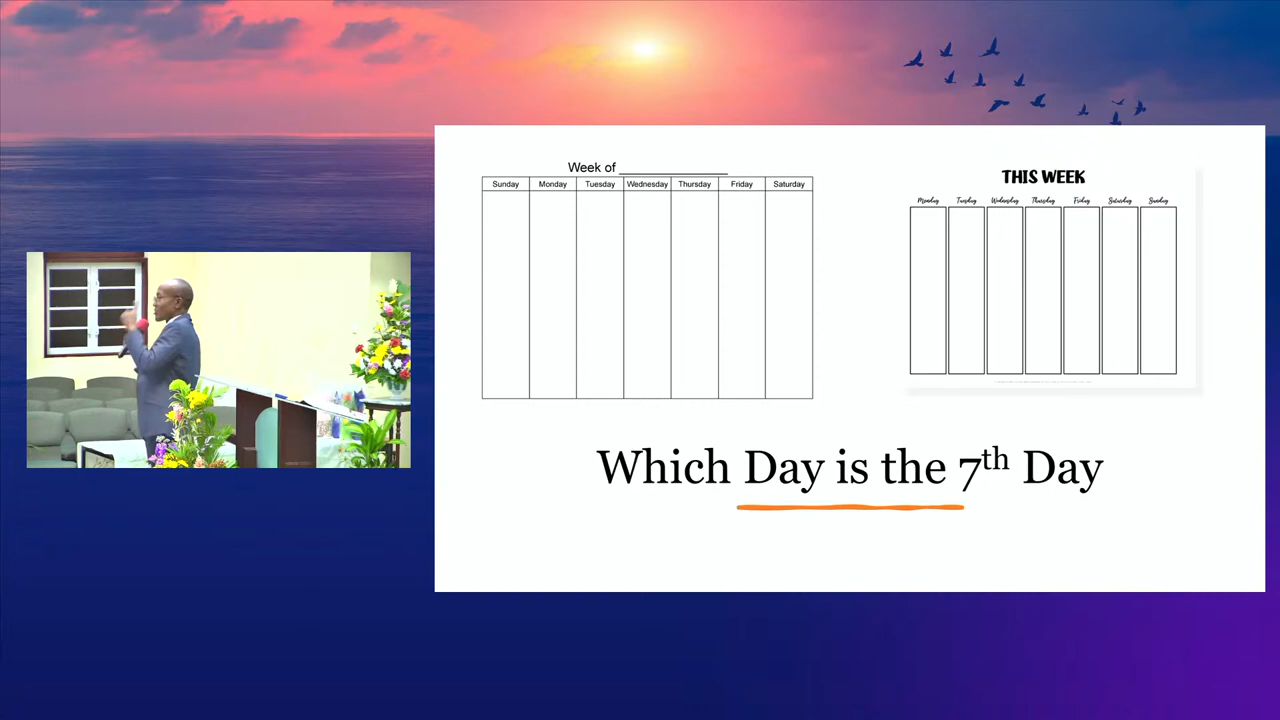 Week of
Sunday Monday Tuesday Wednesday Thursday Friday Saturday
THIS WEEK
Monday Tuesday Wednesday Thursday Friday Saturday Sunday
Which Day is the 7th Day